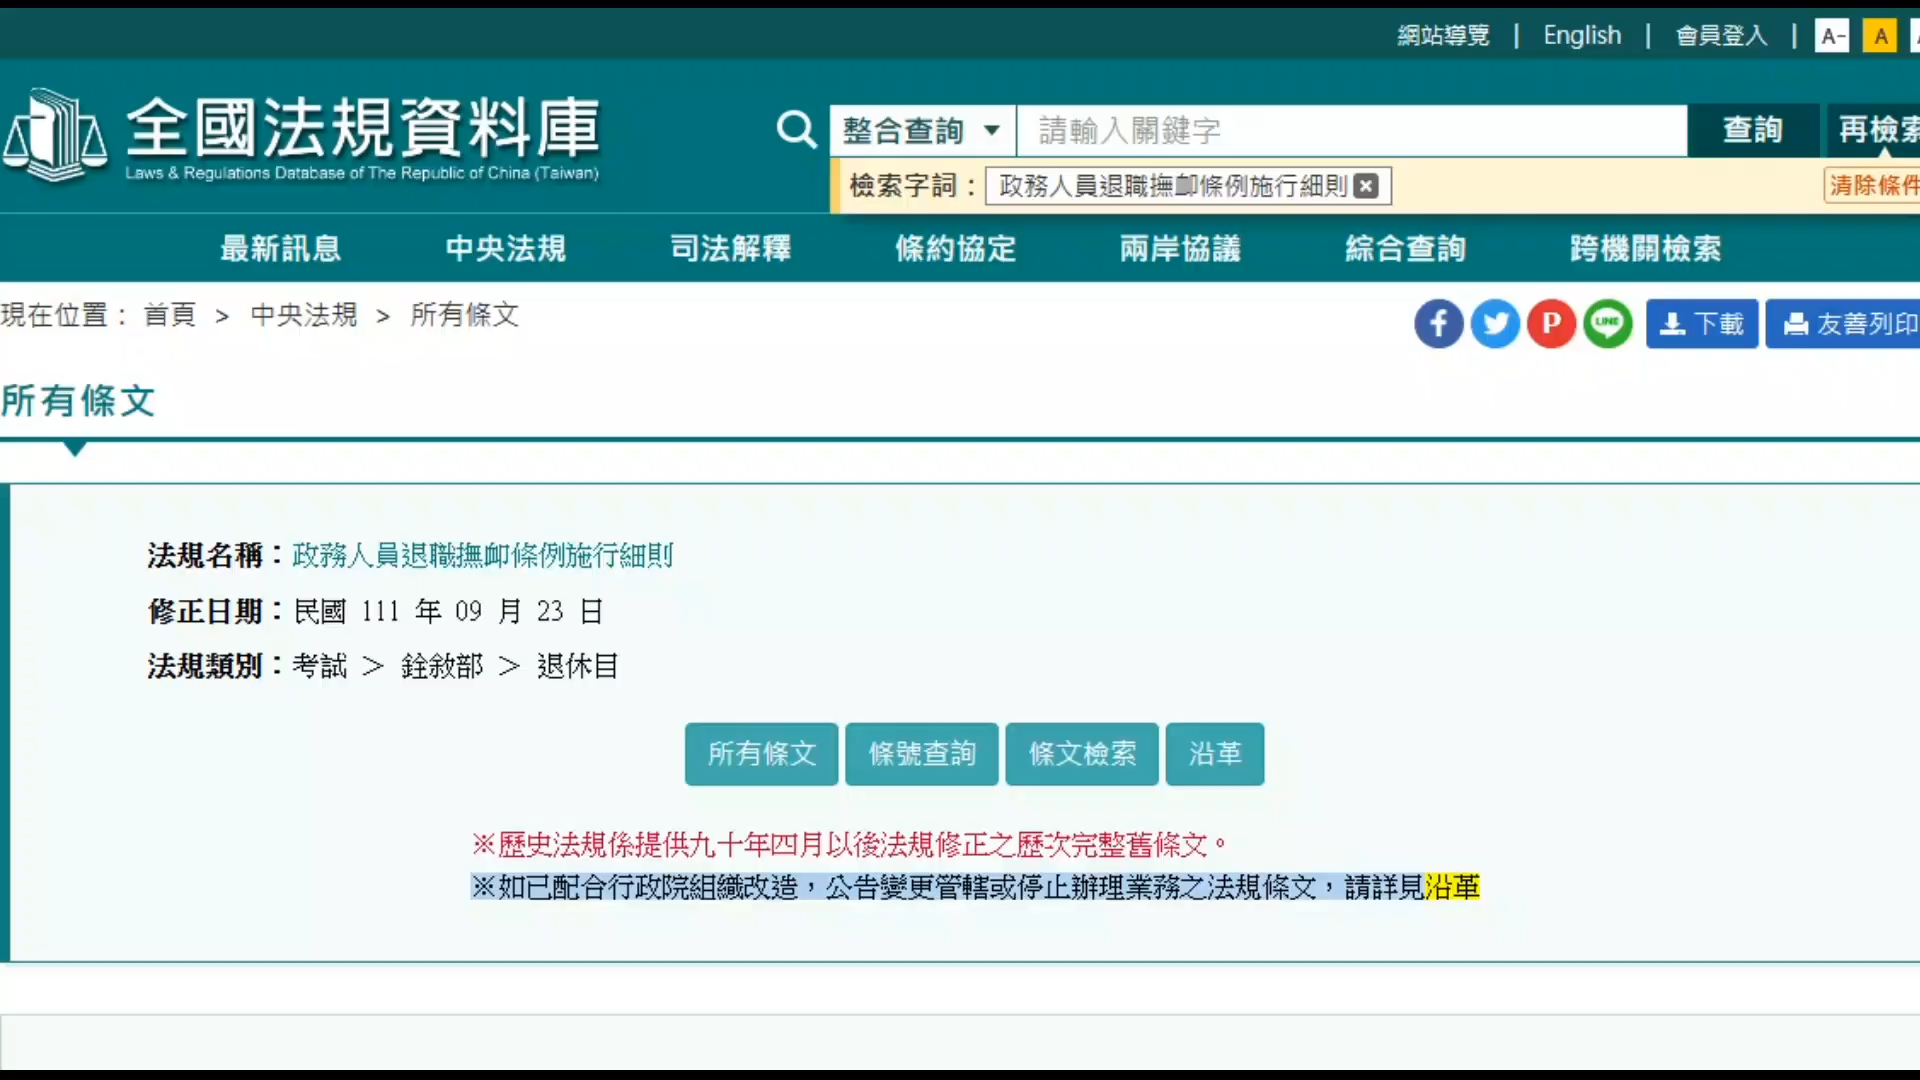 網站導覽 | English | 會員登入 | A- A
全國法規資料庫
Laws & Regulations Database of The Republic of China (Taiwan)
整合查詢 請輸入關鍵字 查詢 再檢索
檢索字詞： 政務人員退職撫卹條例施行細則 清除條件
最新訊息 中央法規 司法解釋 條約協定 兩岸協議 綜合查詢 跨機關檢索
現在位置： 首頁 > 中央法規 > 所有條文
下載 友善列印
所有條文
法規名稱：政務人員退職撫卹條例施行細則
修正日期：民國 111 年 09 月 23 日
法規類別：考試 ＞ 銓敘部 ＞ 退休目
所有條文 條號查詢 條文檢索 沿革
※歷史法規係提供九十年四月以後法規修正之歷次完整舊條文。
※如已配合行政院組織改造，公告變更管轄或停止辦理業務之法規條文，請詳見沿革